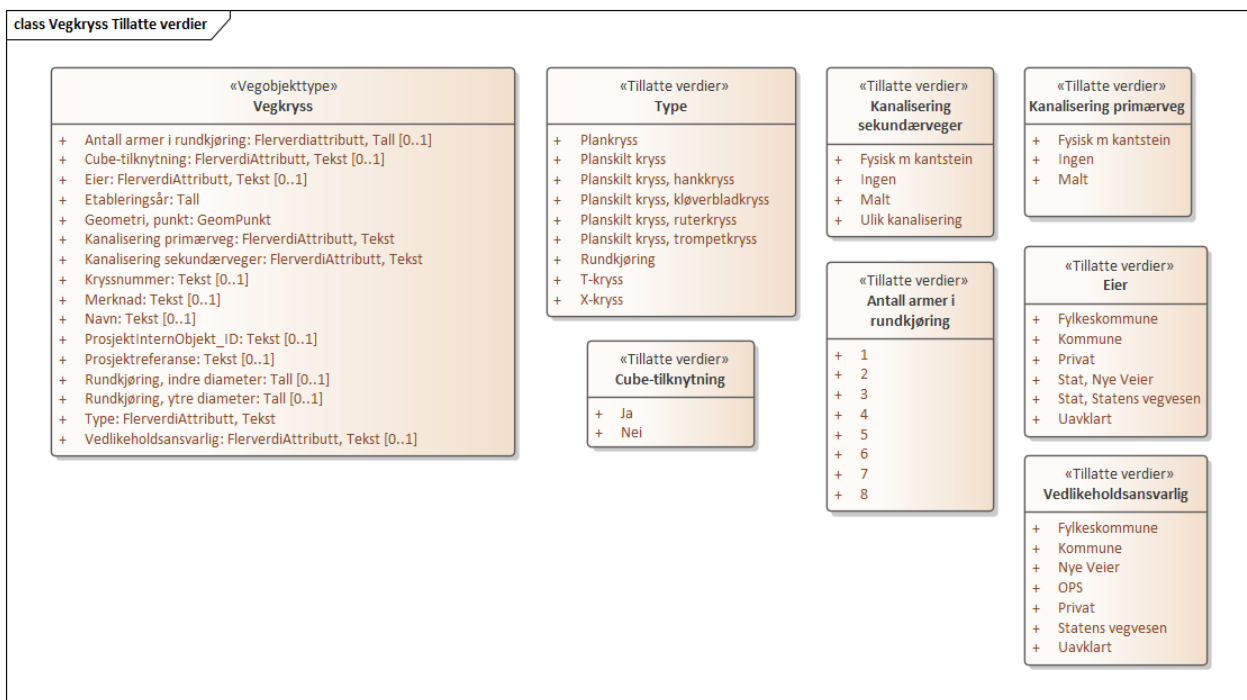 class Vegkryss Tillatte verdier
«Vegobjekttype»
Vegkryss
+ Antall armer i rundkjøring: Flerverdiattributt, Tall [0..1]
+ Cube-tilknytning: FlerverdiAttributt, Tekst [0..1]
+ Eier: FlerverdiAttributt, Tekst [0..1]
+ Etableringsår: Tall
+ Geometri, punkt: GeomPunkt
+ Kanalisering primærveg: FlerverdiAttributt, Tekst
+ Kanalisering sekundærveger: FlerverdiAttributt, Tekst
+ Kryssnummer: Tekst [0..1]
+ Merknad: Tekst [0..1]
+ Navn: Tekst [0..1]
+ ProsjektInternObjekt_ID: Tekst [0..1]
+ Prosjektreferanse: Tekst [0..1]
+ Rundkjøring, indre diameter: Tall [0..1]
+ Rundkjøring, ytre diameter: Tall [0..1]
+ Type: FlerverdiAttributt, Tekst
+ Vedlikeholdsansvarlig: FlerverdiAttributt, Tekst [0..1]
«Tillatte verdier»
Type
+ Plankryss
+ Planskilt kryss
+ Planskilt kryss, hankkryss
+ Planskilt kryss, kløverbladkryss
+ Planskilt kryss, ruterkryss
+ Planskilt kryss, trompetkryss
+ Rundkjøring
+ T-kryss
+ X-kryss
«Tillatte verdier»
Cube-tilknytning
+ Ja
+ Nei
«Tillatte verdier»
Kanalisering
sekundærveger
+ Fysisk m kantstein
+ Ingen
+ Malt
+ Ulik kanalisering
«Tillatte verdier»
Antall armer i
rundkjøring
+ 1
+ 2
+ 3
+ 4
+ 5
+ 6
+ 7
+ 8
«Tillatte verdier»
Kanalisering primærveg
+ Fysisk m kantstein
+ Ingen
+ Malt
«Tillatte verdier»
Eier
+ Fylkeskommune
+ Kommune
+ Privat
+ Stat, Nye Veier
+ Stat, Statens vegvesen
+ Uavklart
«Tillatte verdier»
Vedlikeholdsansvarlig
+ Fylkeskommune
+ Kommune
+ Nye Veier
+ OPS
+ Privat
+ Statens vegvesen
+ Uavklart